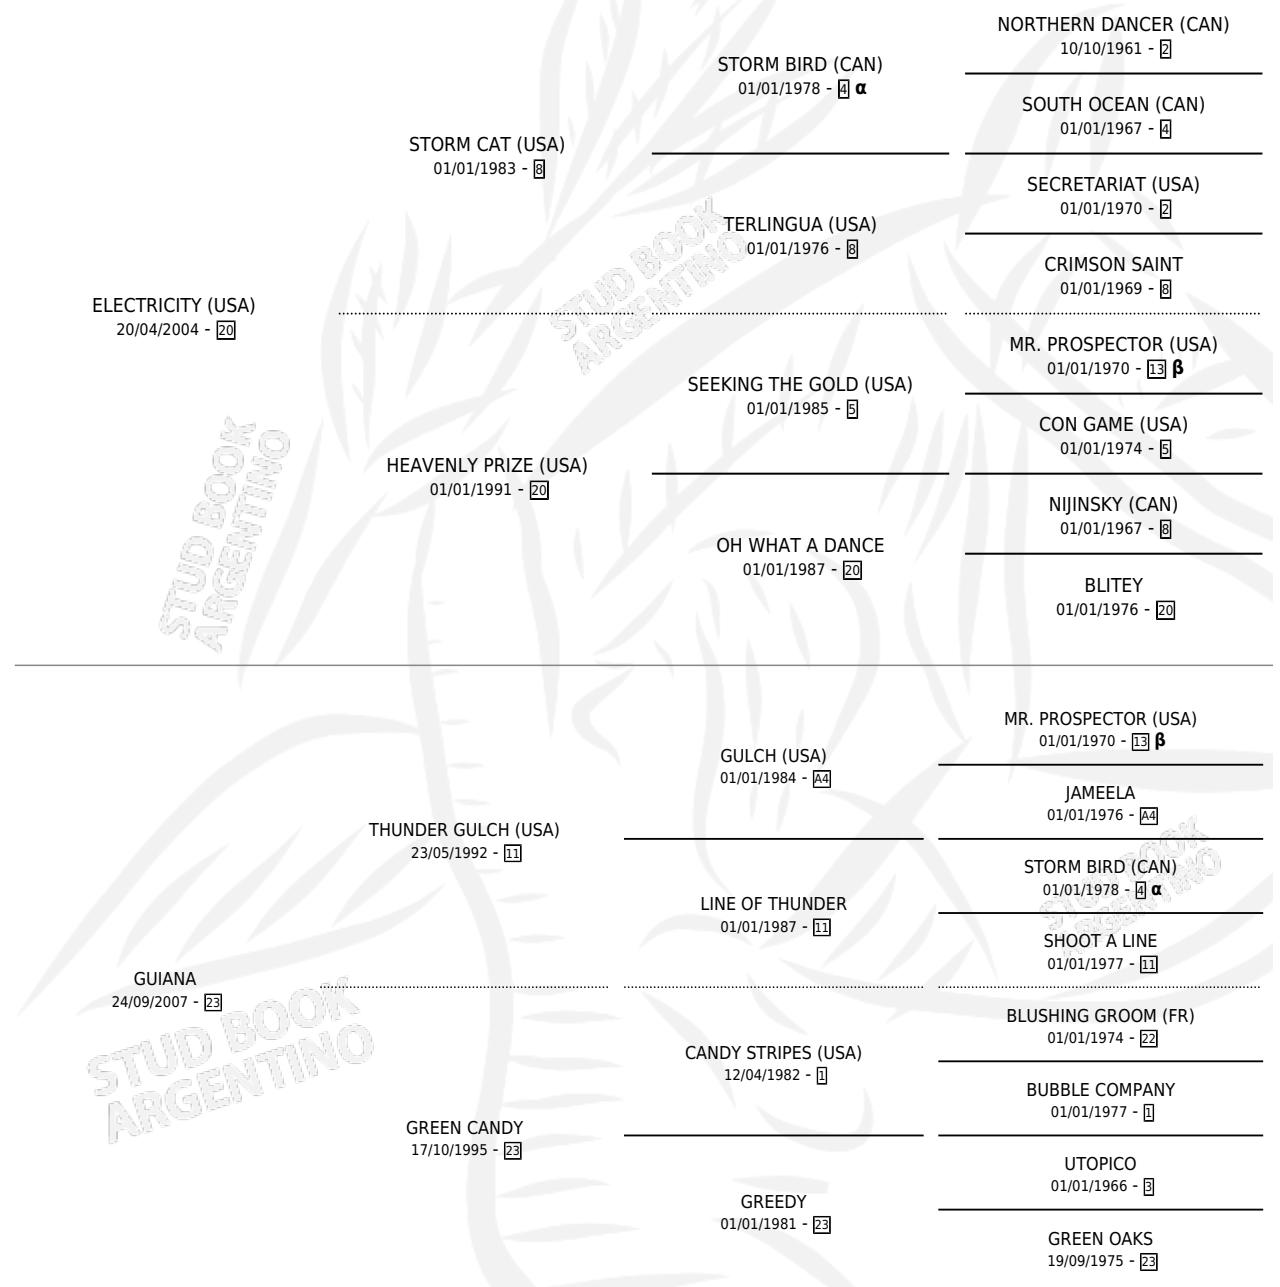 NORTHERN DANCER (CAN)
10/10/1961 - 2
STORM BIRD (CAN)
01/01/1978 - 4 α
SOUTH OCEAN (CAN)
01/01/1967 - 4
STORM CAT (USA)
01/01/1983 - 8
SECRETARIAT (USA)
01/01/1970 - 2
TERLINGUA (USA)
01/01/1976 - 8
CRIMSON SAINT
01/01/1969 - 8
ELECTRICITY (USA)
20/04/2004 - 20
STUD BOOK
ARGENTINO
MR. PROSPECTOR (USA)
01/01/1970 - 13 β
SEEKING THE GOLD (USA)
01/01/1985 - 5
CON GAME (USA)
01/01/1974 - 5
HEAVENLY PRIZE (USA)
01/01/1991 - 20
NIJINSKY (CAN)
01/01/1967 - 8
OH WHAT A DANCE
01/01/1987 - 20
BLITEY
01/01/1976 - 20
STUD BOOK
ARGENTINO
MR. PROSPECTOR (USA)
01/01/1970 - 13 β
GULCH (USA)
01/01/1984 - A4
JAMEELA
01/01/1976 - A4
THUNDER GULCH (USA)
23/05/1992 - 11
STORM BIRD (CAN)
01/01/1978 - 4 α
LINE OF THUNDER
01/01/1987 - 11
SHOOT A LINE
01/01/1977 - 11
STUD BOOK
ARGENTINO
GUIANA
24/09/2007 - 23
STUD BOOK
ARGENTINO
BLUSHING GROOM (FR)
01/01/1974 - 22
CANDY STRIPES (USA)
12/04/1982 - 1
BUBBLE COMPANY
01/01/1977 - 1
GREEN CANDY
17/10/1995 - 23
UTOPICO
01/01/1966 - 3
GREEDY
01/01/1981 - 23
GREEN OAKS
19/09/1975 - 23